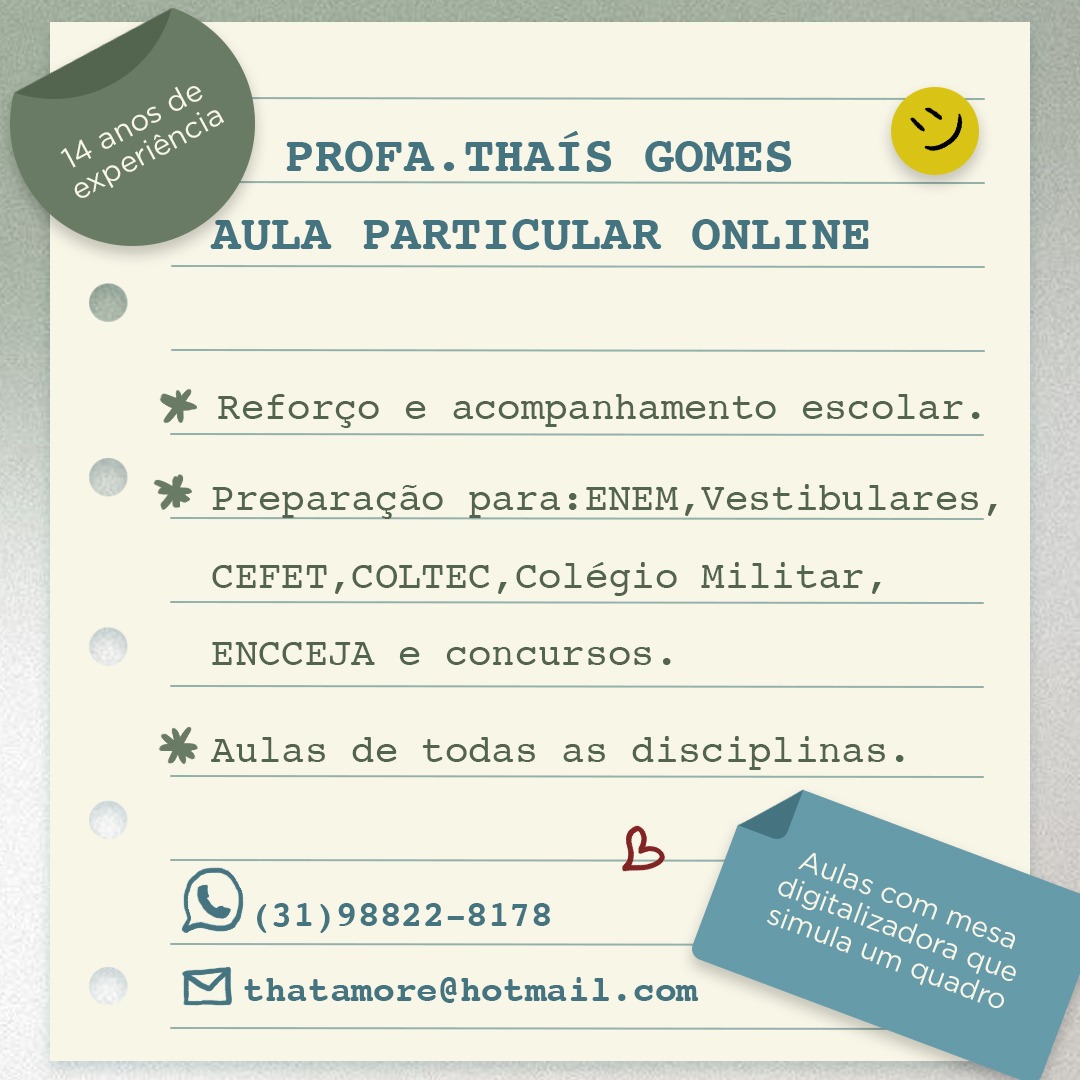 14 anos de
experiência
PROFA.THAÍS GOMES
AULA PARTICULAR ONLINE
Reforço e acompanhamento escolar.
Preparação para:ENEM,Vestibulares,
CEFET,COLTEC,Colégio Militar,
ENCCEJA e concursos.
Aulas de todas as disciplinas.
(31)98822-8178
thatamore@hotmail.com
Aulas com mesa
digitalizadora que
simula um quadro